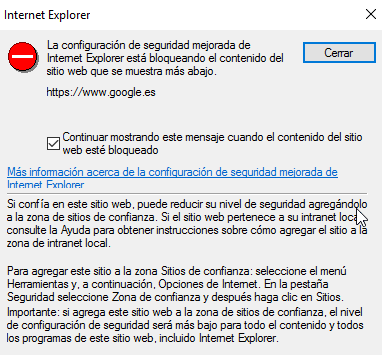 Internet Explorer
La configuración de seguridad mejorada de
Internet Explorer está bloqueando el contenido del
sitio web que se muestra más abajo.
Cerrar
https://www.google.es
Continuar mostrando este mensaje cuando el contenido del sitio
web esté bloqueado
Más información acerca de la configuración de seguridad mejorada de
Internet Explorer
Si confía en este sitio web, puede reducir su nivel de seguridad agregándolo
a la zona de sitios de confianza. Si el sitio web pertenece a su intranet local,
consulte la Ayuda para obtener instrucciones sobre cómo agregar el sitio a la
zona de intranet local.
Para agregar este sitio a la zona Sitios de confianza: seleccione el menú
Herramientas y, a continuación, Opciones de Internet. En la pestaña
Seguridad seleccione Zona de confianza y después haga clic en Sitios.
Importante: si agrega este sitio web a la zona de sitios de confianza, el nivel
de configuración de seguridad será más bajo para todo el contenido y todos
los programas de este sitio web, incluido Internet Explorer.